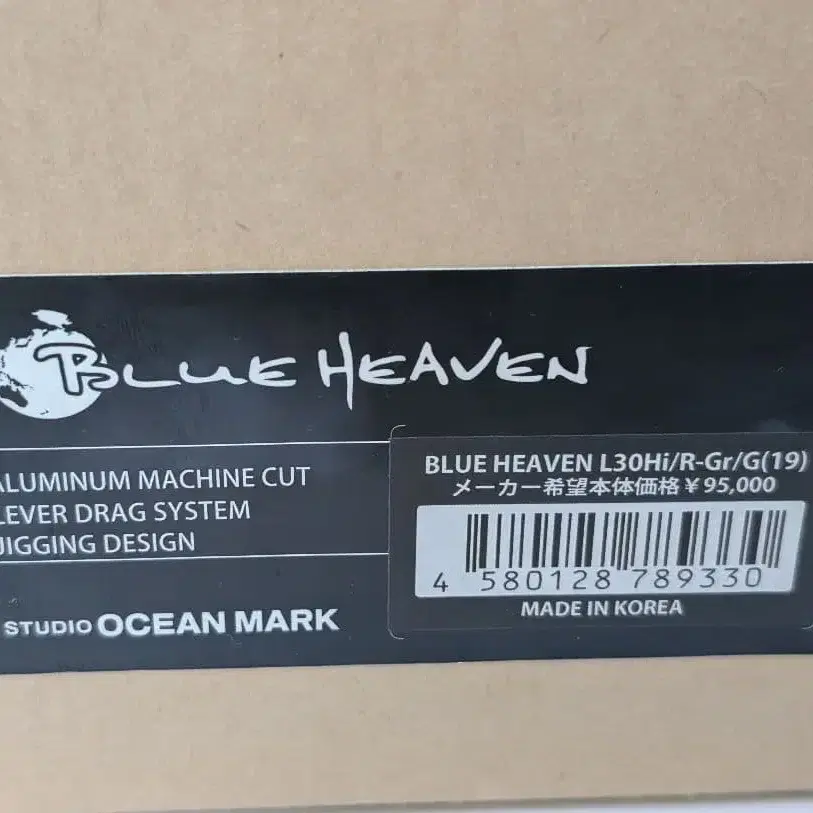 BLUE HEAVEN
ALUMINUM MACHINE CUT
LEVER DRAG SYSTEM
JIGGING DESIGN
STUDIO OCEAN MARK
BLUE HEAVEN L30Hi/R-Gr/G(19)
メーカー希望本体価格￥95,000
4 580128 789330
MADE IN KOREA